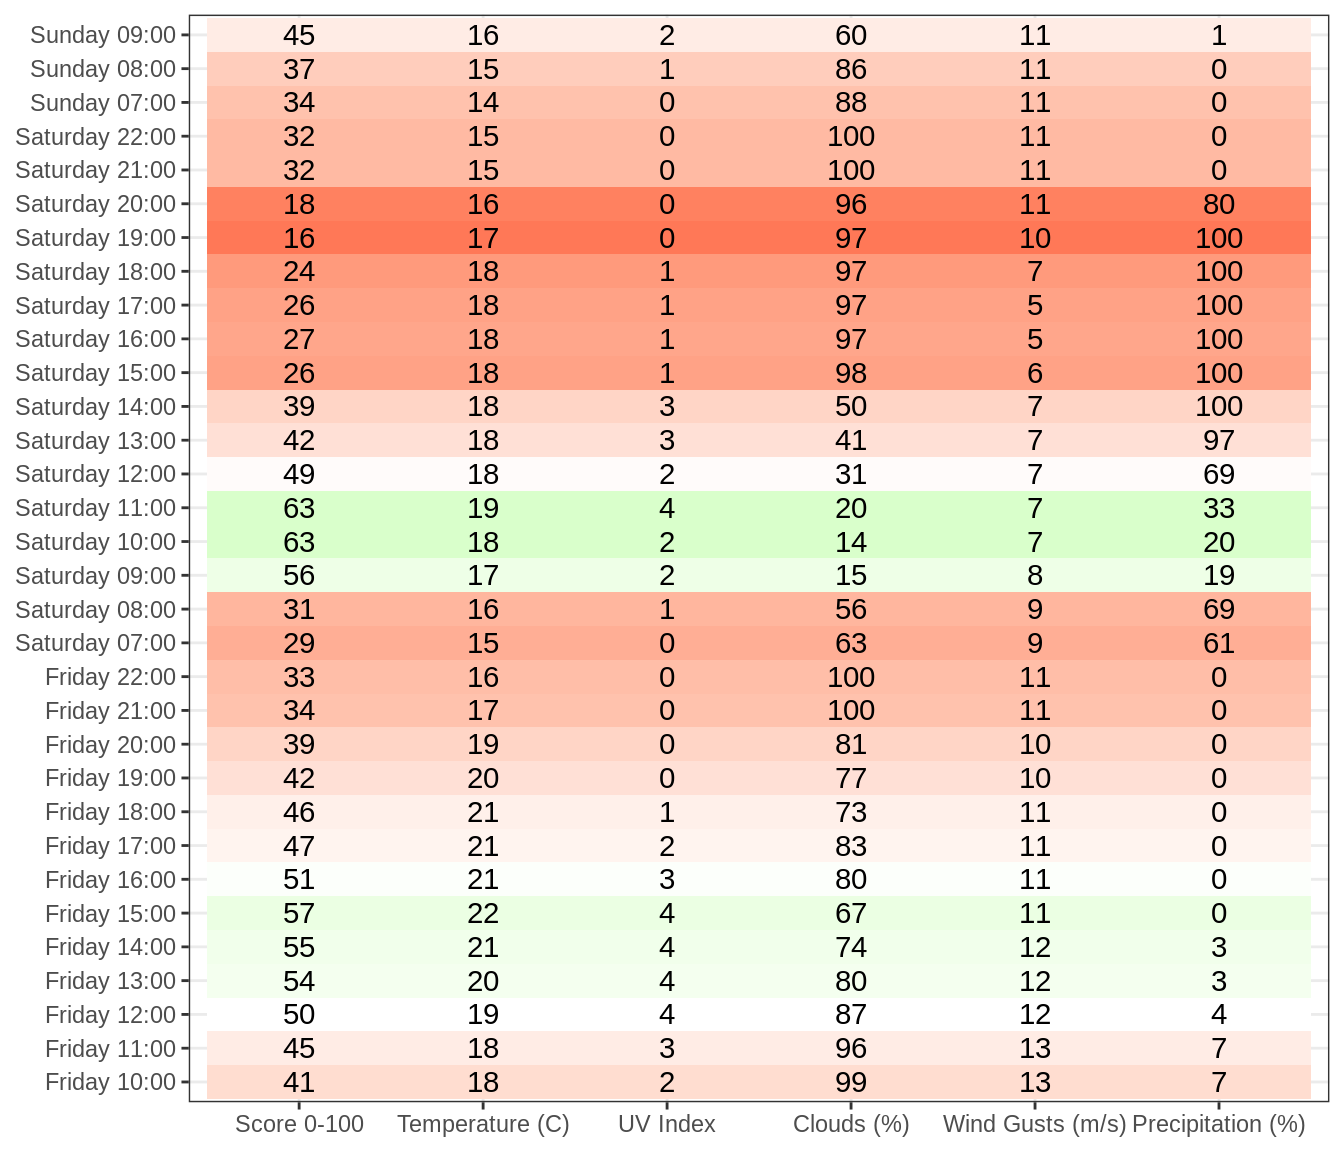 Sunday 09:00 45 16 2 60 11 1
Sunday 08:00 37 15 1 86 11 0
Sunday 07:00 34 14 0 88 11 0
Saturday 22:00 32 15 0 100 11 0
Saturday 21:00 32 15 0 100 11 0
Saturday 20:00 18 16 0 96 11 80
Saturday 19:00 16 17 0 97 10 100
Saturday 18:00 24 18 1 97 7 100
Saturday 17:00 26 18 1 97 5 100
Saturday 16:00 27 18 1 97 5 100
Saturday 15:00 26 18 1 98 6 100
Saturday 14:00 39 18 3 50 7 100
Saturday 13:00 42 18 3 41 7 97
Saturday 12:00 49 18 2 31 7 69
Saturday 11:00 63 19 4 20 7 33
Saturday 10:00 63 18 2 14 7 20
Saturday 09:00 56 17 2 15 8 19
Saturday 08:00 31 16 1 56 9 69
Saturday 07:00 29 15 0 63 9 61
Friday 22:00 33 16 0 100 11 0
Friday 21:00 34 17 0 100 11 0
Friday 20:00 39 19 0 81 10 0
Friday 19:00 42 20 0 77 10 0
Friday 18:00 46 21 1 73 11 0
Friday 17:00 47 21 2 83 11 0
Friday 16:00 51 21 3 80 11 0
Friday 15:00 57 22 4 67 11 0
Friday 14:00 55 21 4 74 12 3
Friday 13:00 54 20 4 80 12 3
Friday 12:00 50 19 4 87 12 4
Friday 11:00 45 18 3 96 13 7
Friday 10:00 41 18 2 99 13 7
Score 0-100 Temperature (C) UV Index Clouds (%) Wind Gusts (m/s) Precipitation (%)